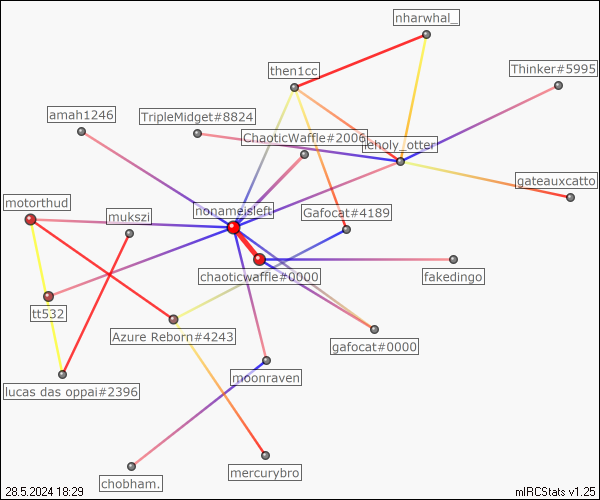 nharwhal_
then1cc
Thinker#5995
amah1246
TripleMidget#8824
ChaoticWaffle#2006
holy_otter
gateauxcatto
motorthud
mukszi
nonameisleft
Gafocat#4189
chaoticwaffle#0000
fakedingo
tt532
Azure Reborn#4243
gafocat#0000
moonraven
lucas das oppai#2396
mercurybro
chobham.
28.5.2024 18:29
mIRCStats v1.25